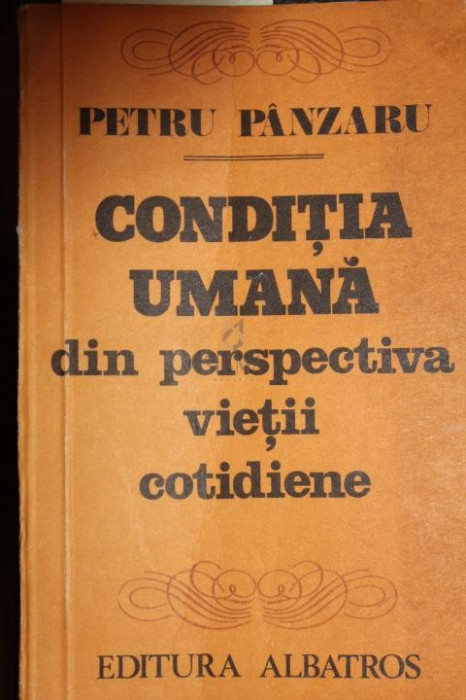 PETRU PÂNZARU
CONDIȚIA
UMANĂ
din perspectiva
vieții
cotidiene
EDITURA ALBATROS